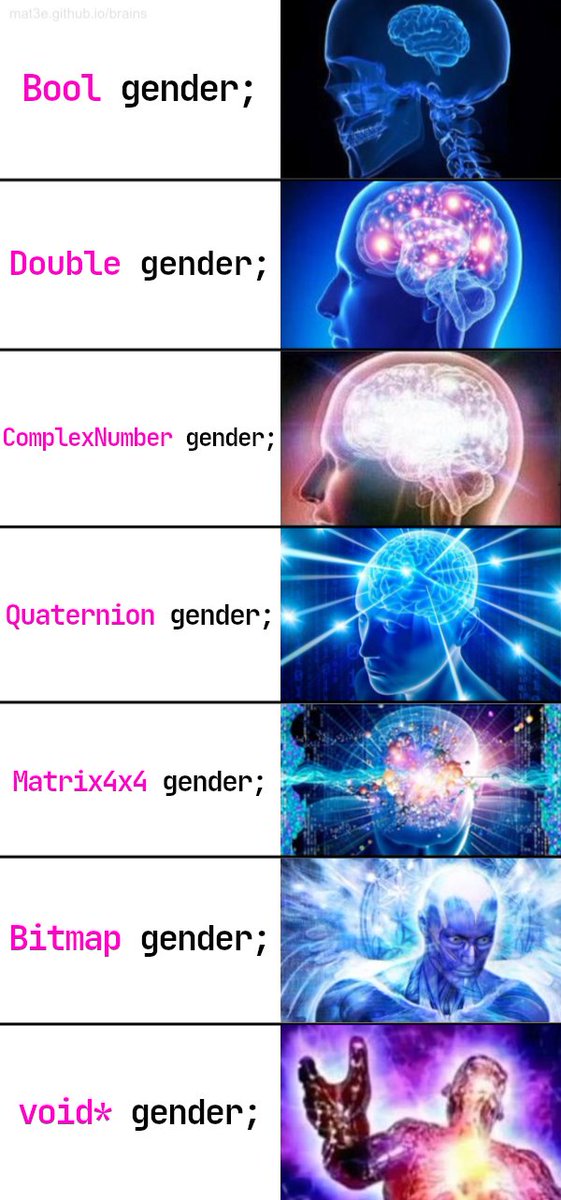 mat3e.github.io/brains
Bool gender;
Double gender;
ComplexNumber gender;
Quaternion gender;
Matrix4x4 gender;
Bitmap gender;
void* gender;